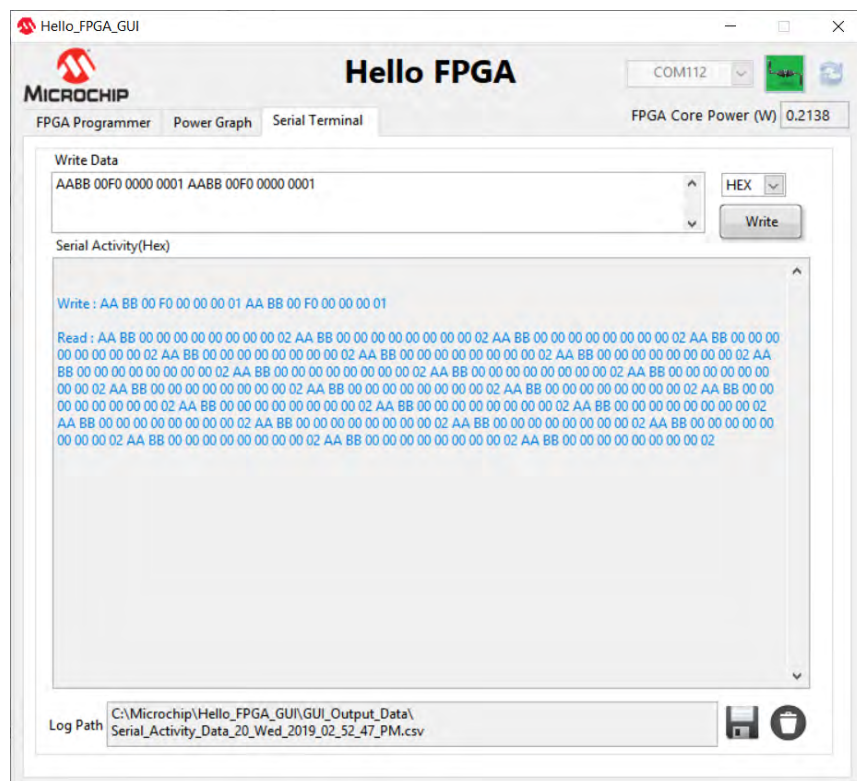 Hello_FPGA_GUI
MICROCHIP
Hello FPGA
COM112
FPGA Programmer
Power Graph
Serial Terminal
FPGA Core Power (W) 0.2138
Write Data
AABB 00F0 0000 0001 AABB 00F0 0000 0001
HEX
Write
Serial Activity(Hex)
Write : AA BB 00 F0 00 00 00 01 AA BB 00 F0 00 00 00 01
Read : AA BB 00 00 00 00 00 00 00 00 02 AA BB 00 00 00 00 00 00 00 00 02 AA BB 00 00 00 00 00 00 00 00 02 AA BB 00 00 00
00 00 00 00 00 02 AA BB 00 00 00 00 00 00 00 00 02 AA BB 00 00 00 00 00 00 00 00 02 AA BB 00 00 00 00 00 00 00 00 02 AA
BB 00 00 00 00 00 00 00 00 02 AA BB 00 00 00 00 00 00 00 00 02 AA BB 00 00 00 00 00 00 00 00 02 AA BB 00 00 00 00 00 00
00 00 02 AA BB 00 00 00 00 00 00 00 00 02 AA BB 00 00 00 00 00 00 00 00 02 AA BB 00 00 00 00 00 00 00 00 02 AA BB 00 00
00 00 00 00 00 00 02 AA BB 00 00 00 00 00 00 00 00 02 AA BB 00 00 00 00 00 00 00 00 02 AA BB 00 00 00 00 00 00 00 00 02
AA BB 00 00 00 00 00 00 00 00 02 AA BB 00 00 00 00 00 00 00 00 02 AA BB 00 00 00 00 00 00 00 00 02 AA BB 00 00 00 00 00
00 00 00 02 AA BB 00 00 00 00 00 00 00 00 02 AA BB 00 00 00 00 00 00 00 00 02 AA BB 00 00 00 00 00 00 00 00 02
Log Path
C:\Microchip\Hello_FPGA_GUI\GUI_Output_Data\
Serial_Activity_Data_20_Wed_2019_02_52_47_PM.csv